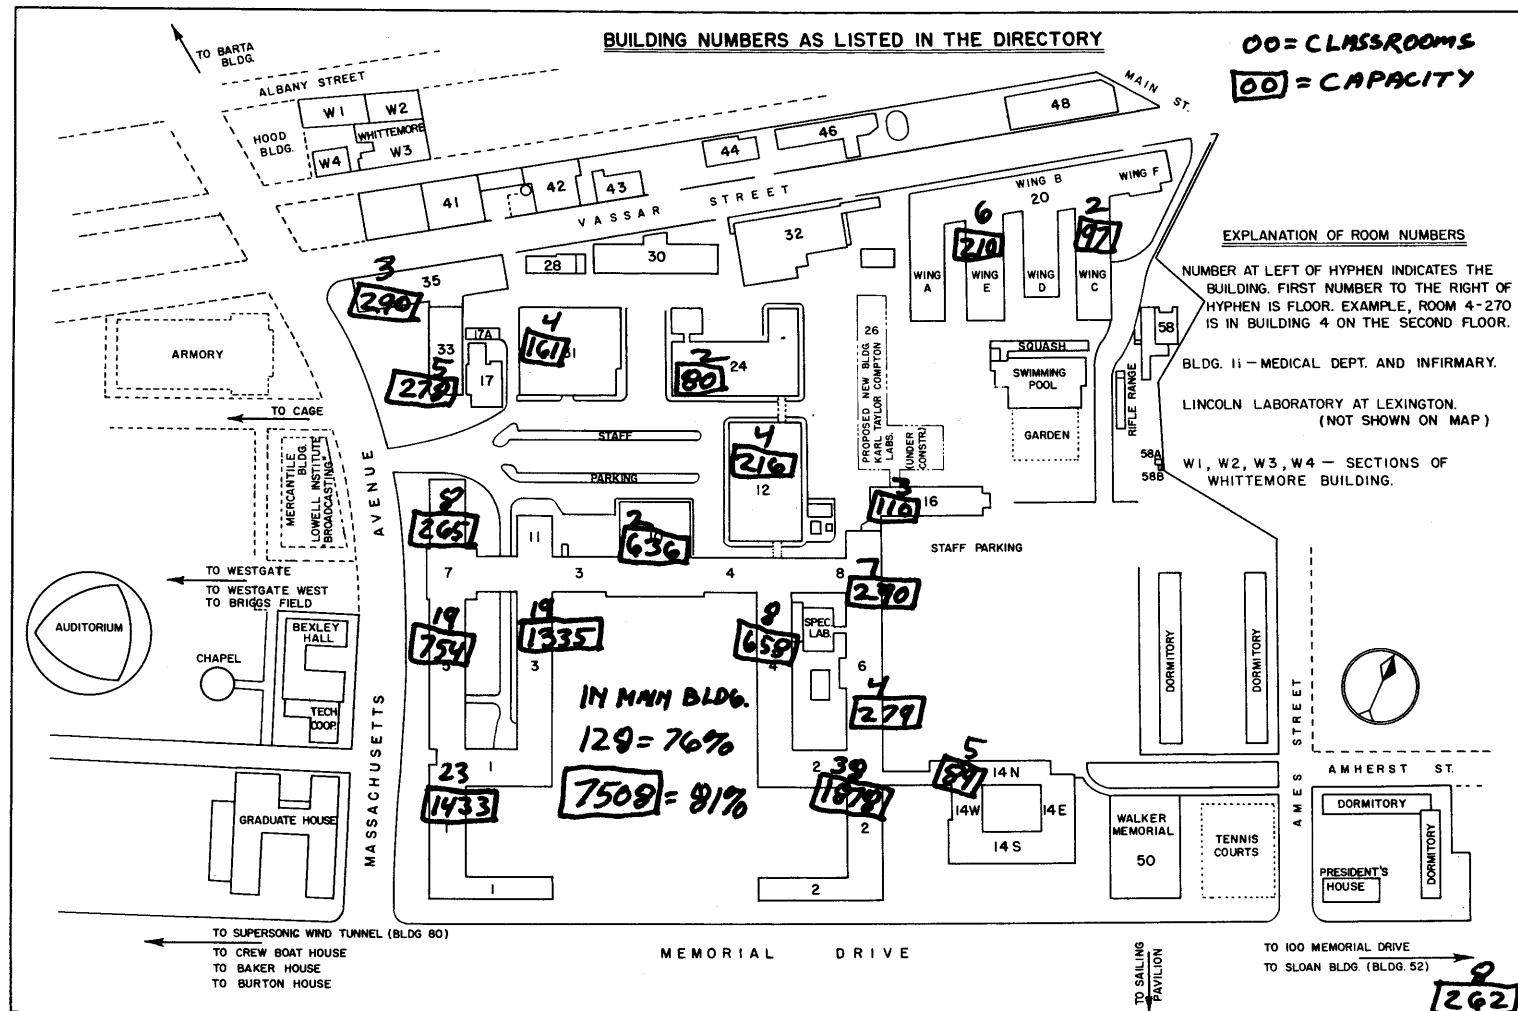 BUILDING NUMBERS AS LISTED IN THE DIRECTORY
00 = CLASSROOMS
00 = CAPACITY
TO BARTA
BLDG.
ALBANY STREET
MAIN ST.
W1
W2
HOOD
BLDG.
WHITTEMORE
W4
W3
41
42
43
44
46
48
VASSAR STREET
WING B
20
WING F
6
210
2
97
WING
A
WING
E
WING
D
WING
C
EXPLANATION OF ROOM NUMBERS
NUMBER AT LEFT OF HYPHEN INDICATES THE
BUILDING. FIRST NUMBER TO THE RIGHT OF
HYPHEN IS FLOOR. EXAMPLE, ROOM 4-270
IS IN BUILDING 4 ON THE SECOND FLOOR.
BLDG. 11 — MEDICAL DEPT. AND INFIRMARY.
LINCOLN LABORATORY AT LEXINGTON.
(NOT SHOWN ON MAP)
W1, W2, W3, W4 — SECTIONS OF
WHITTEMORE BUILDING.
28
30
32
3
35
290
33
5
278
17A
17
4
161
31
2
24
80
PROPOSED NEW BLDG. 26
KARL TAYLOR COMPTON
LABS.
(UNDER
CONSTR.)
SQUASH
SWIMMING
POOL
GARDEN
RIFLE RANGE
58
58A
58B
ARMORY
TO CAGE
MERCANTILE
BLDG.
LOWELL INSTITUTE
"BROADCASTING"
MASSACHUSETTS AVENUE
STAFF
PARKING
4
216
12
3
110
16
STAFF PARKING
8
265
11
2
10
636
7
3
4
8
7
290
TO WESTGATE
TO WESTGATE WEST
TO BRIGGS FIELD
AUDITORIUM
BEXLEY
HALL
CHAPEL
TECH
COOP.
19
754
5
19
1335
3
8
658
4
SPEC.
LAB.
6
4
279
IN MAIN BLDG.
128 = 76%
7508 = 81%
1
23
1433
1
1
2
38
1878
2
2
5
89
14N
14W
14E
14S
DORMITORY
DORMITORY
AMES STREET
AMHERST ST.
GRADUATE HOUSE
WALKER
MEMORIAL
50
TENNIS
COURTS
DORMITORY
DORMITORY
PRESIDENT'S
HOUSE
TO SUPERSONIC WIND TUNNEL (BLDG 80)
TO CREW BOAT HOUSE
TO BAKER HOUSE
TO BURTON HOUSE
MEMORIAL DRIVE
TO SAILING
PAVILION
TO 100 MEMORIAL DRIVE
TO SLOAN BLDG. (BLDG. 52)
8
262